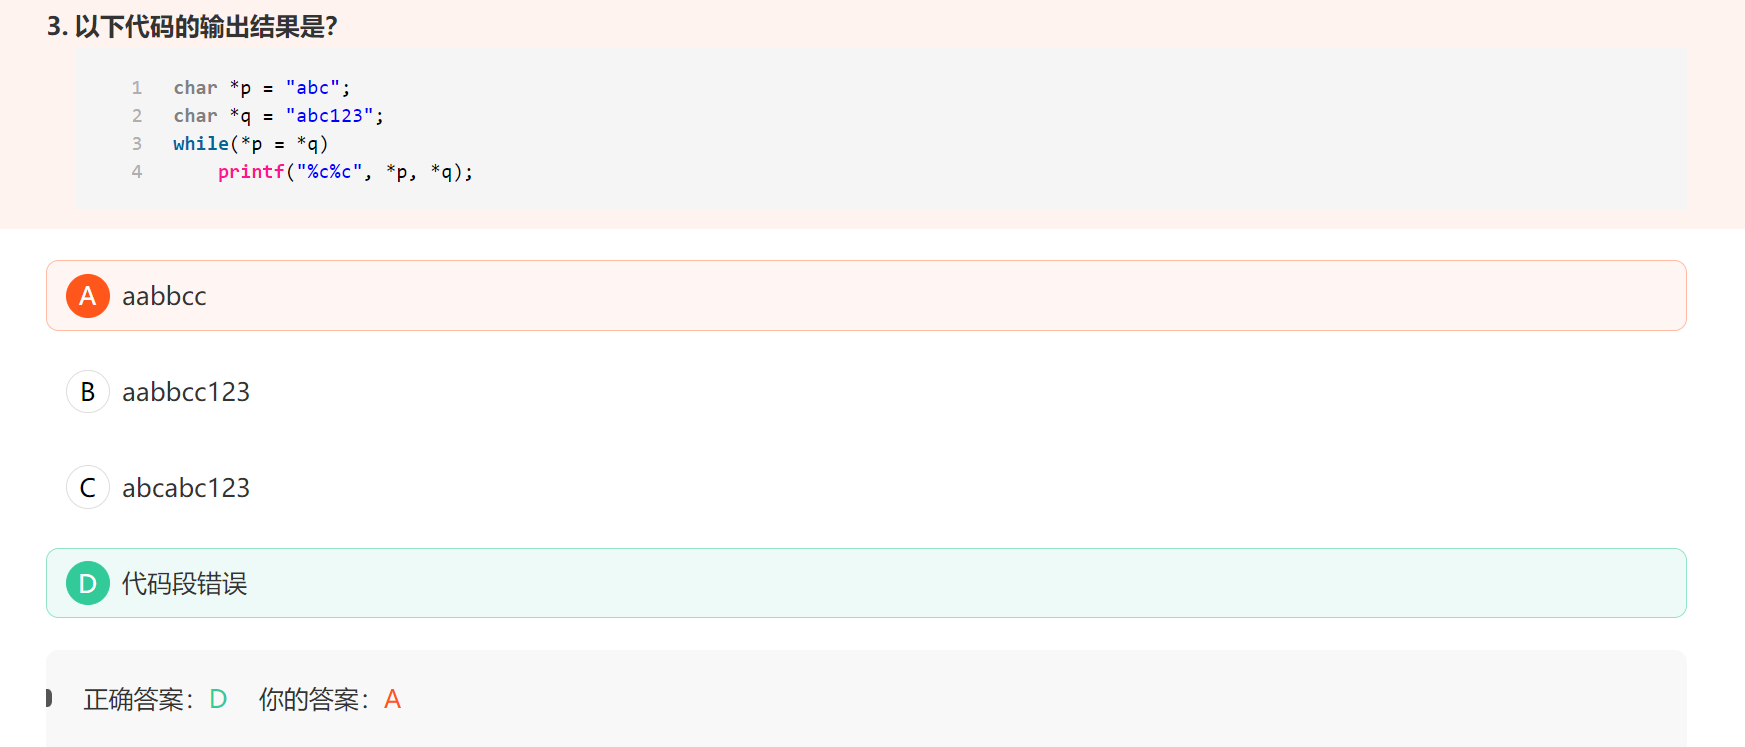 3. 以下代码的输出结果是？
1 char *p = "abc";
2 char *q = "abc123";
3 while(*p = *q)
4 printf("%c%c", *p, *q);
A aabbcc
B aabbcc123
C abcabc123
D 代码段错误
正确答案：D 你的答案：A